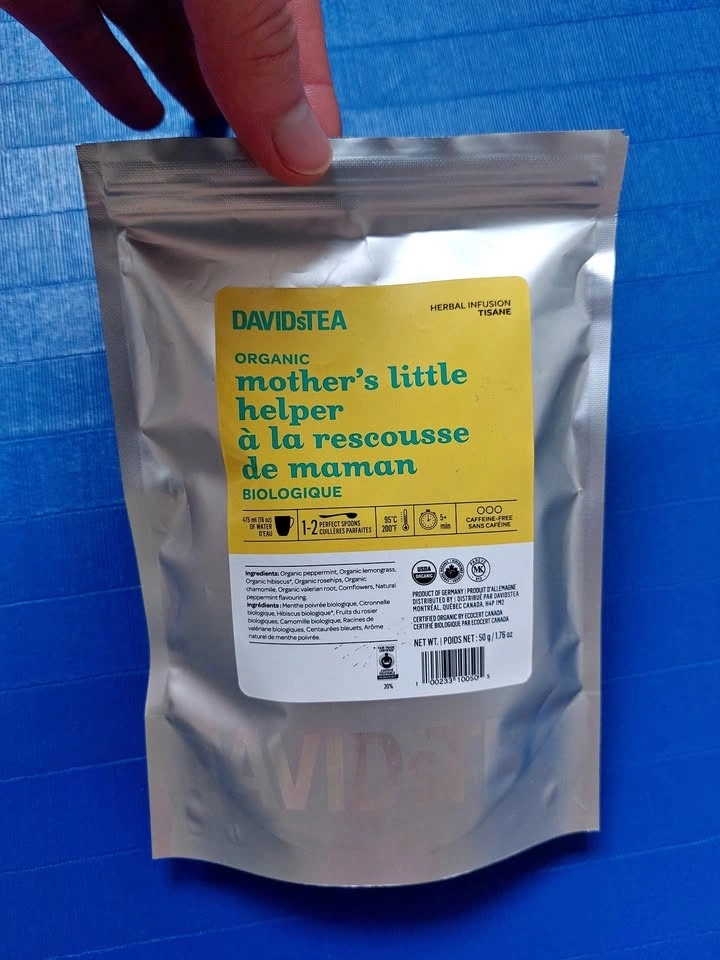 DAVIDsTEA
HERBAL INFUSION
TISANE
ORGANIC
mother's little
helper
à la rescousse
de maman
BIOLOGIQUE
475 ml (16 oz)
OF WATER
D'EAU
1-2 PERFECT SPOONS
CUILLÈRES PARFAITES
95°C
200°F
5+
min
CAFFEINE-FREE
SANS CAFÉINE
Ingredients: Organic peppermint, Organic lemongrass,
Organic hibiscus*, Organic rosehips, Organic
chamomile, Organic valerian root, Cornflowers, Natural
peppermint flavouring.
Ingrédients: Menthe poivrée biologique, Citronnelle
biologique, Hibiscus biologique*, Fruits du rosier
biologiques, Camomille biologique, Racines de
valériane biologiques, Centaurées bleuets, Arôme
naturel de menthe poivrée.
USDA
ORGANIC
MK
PRODUCT OF GERMANY | PRODUIT D'ALLEMAGNE
DISTRIBUTED BY | DISTRIBUÉ PAR DAVIDSTEA
MONTRÉAL, QUÉBEC CANADA, H4P 1M2
CERTIFIED ORGANIC BY ECOCERT CANADA
CERTIFIÉ BIOLOGIQUE PAR ECOCERT CANADA
NET WT. | POIDS NET : 50 g / 1.76 oz
FAIR TRADE
CERTIFIED
20%
DAVIDsTEA